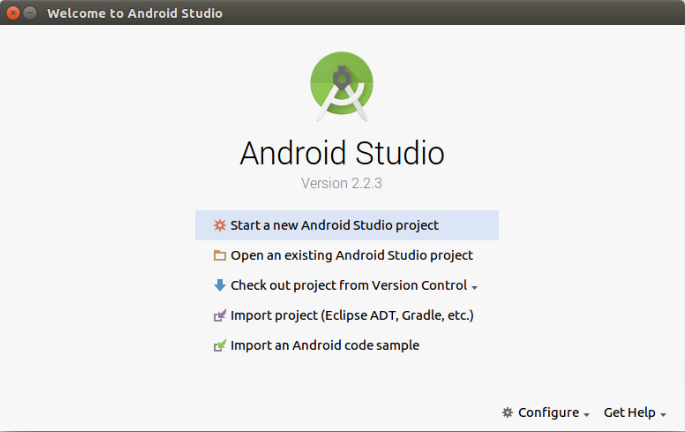 Welcome to Android Studio
Android Studio
Version 2.2.3
Start a new Android Studio project
Open an existing Android Studio project
Check out project from Version Control
Import project (Eclipse ADT, Gradle, etc.)
Import an Android code sample
Configure Get Help